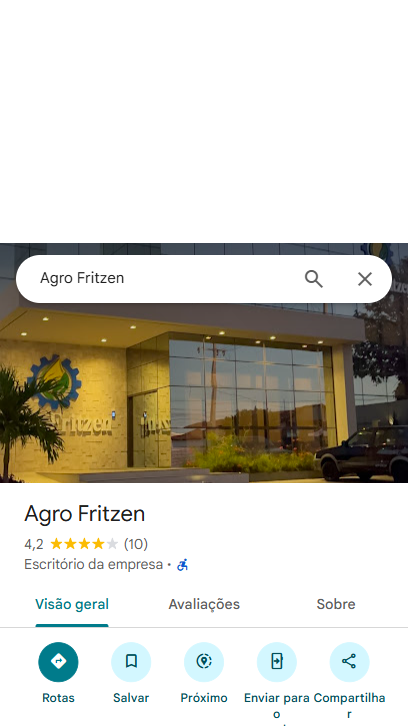 Agro Fritzen
Fritzen
Agro Fritzen
4,2 (10)
Escritório da empresa ·
Visão geral Avaliações Sobre
Rotas Salvar Próximo Enviar para o Compartilhar